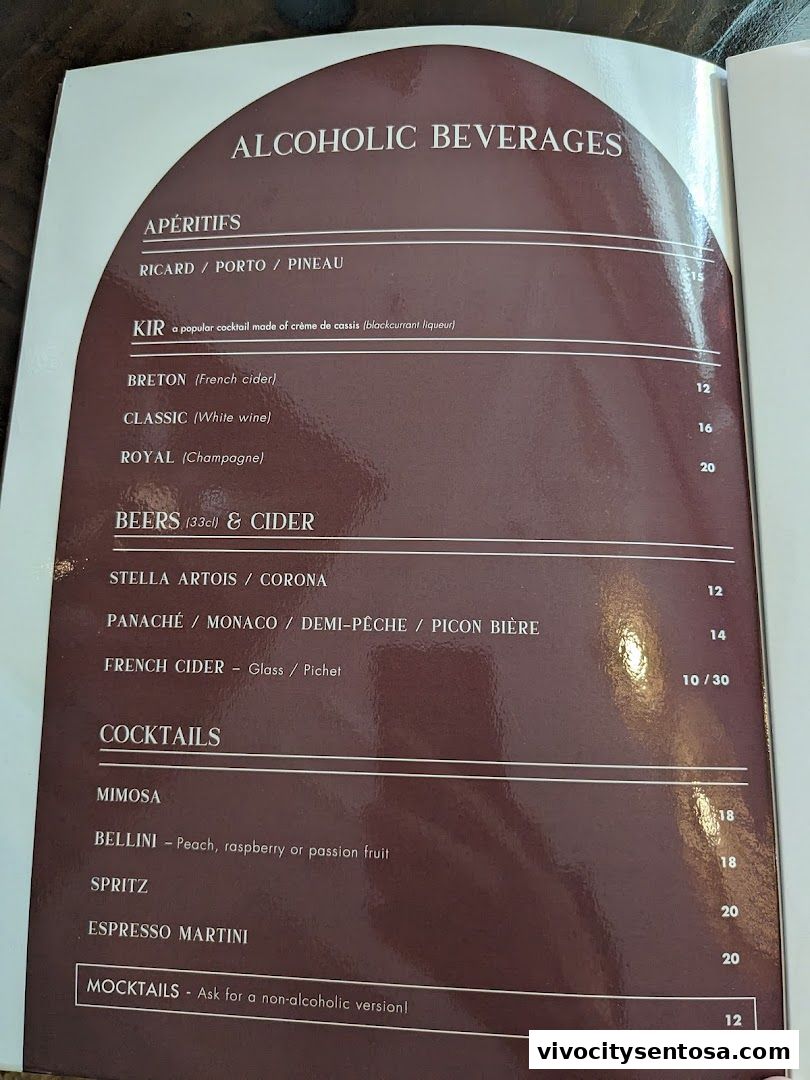 ALCOHOLIC BEVERAGES
APÉRITIFS
RICARD / PORTO / PINEAU 15
KIR a popular cocktail made of crème de cassis (blackcurrant liqueur)
BRETON (French cider) 12
CLASSIC (White wine) 16
ROYAL (Champagne) 20
BEERS (33cl) & CIDER
STELLA ARTOIS / CORONA 12
PANACHÉ / MONACO / DEMI-PÊCHE / PICON BIÈRE 14
FRENCH CIDER – Glass / Pichet 10 / 30
COCKTAILS
MIMOSA 18
BELLINI – Peach, raspberry or passion fruit 18
SPRITZ 20
ESPRESSO MARTINI 20
MOCKTAILS - Ask for a non-alcoholic version! 12
vivocitysentosa.com